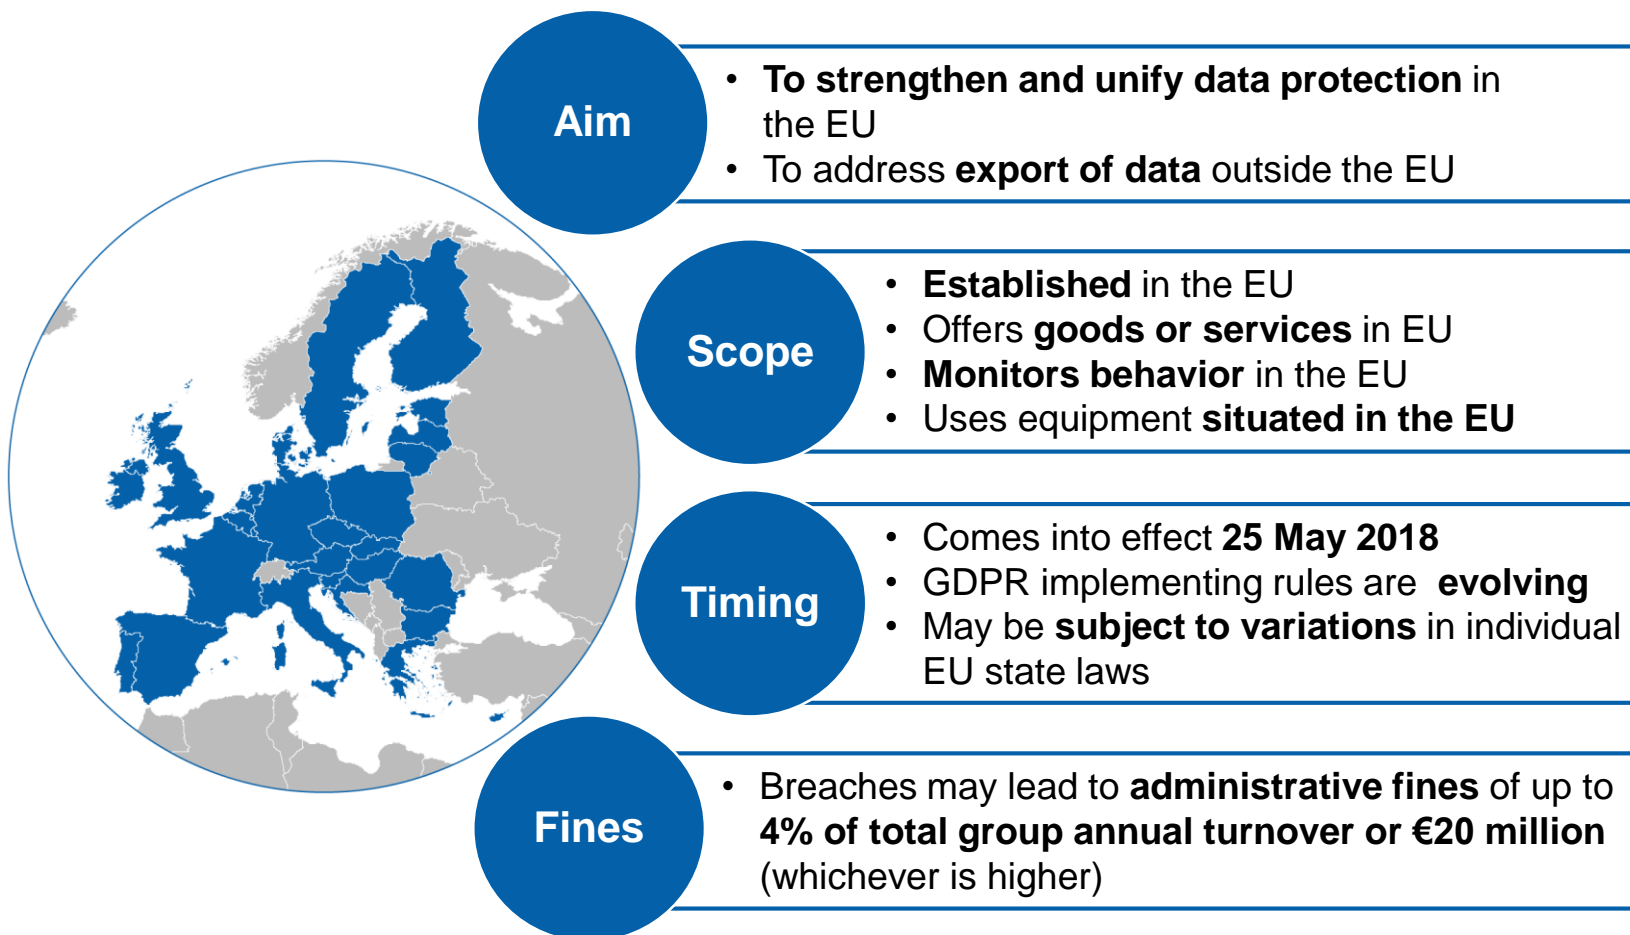 Aim
• To strengthen and unify data protection in
the EU
• To address export of data outside the EU
Scope
• Established in the EU
• Offers goods or services in EU
• Monitors behavior in the EU
• Uses equipment situated in the EU
Timing
• Comes into effect 25 May 2018
• GDPR implementing rules are  evolving
• May be subject to variations in individual
EU state laws
Fines
• Breaches may lead to administrative fines of up to
4% of total group annual turnover or €20 million
(whichever is higher)